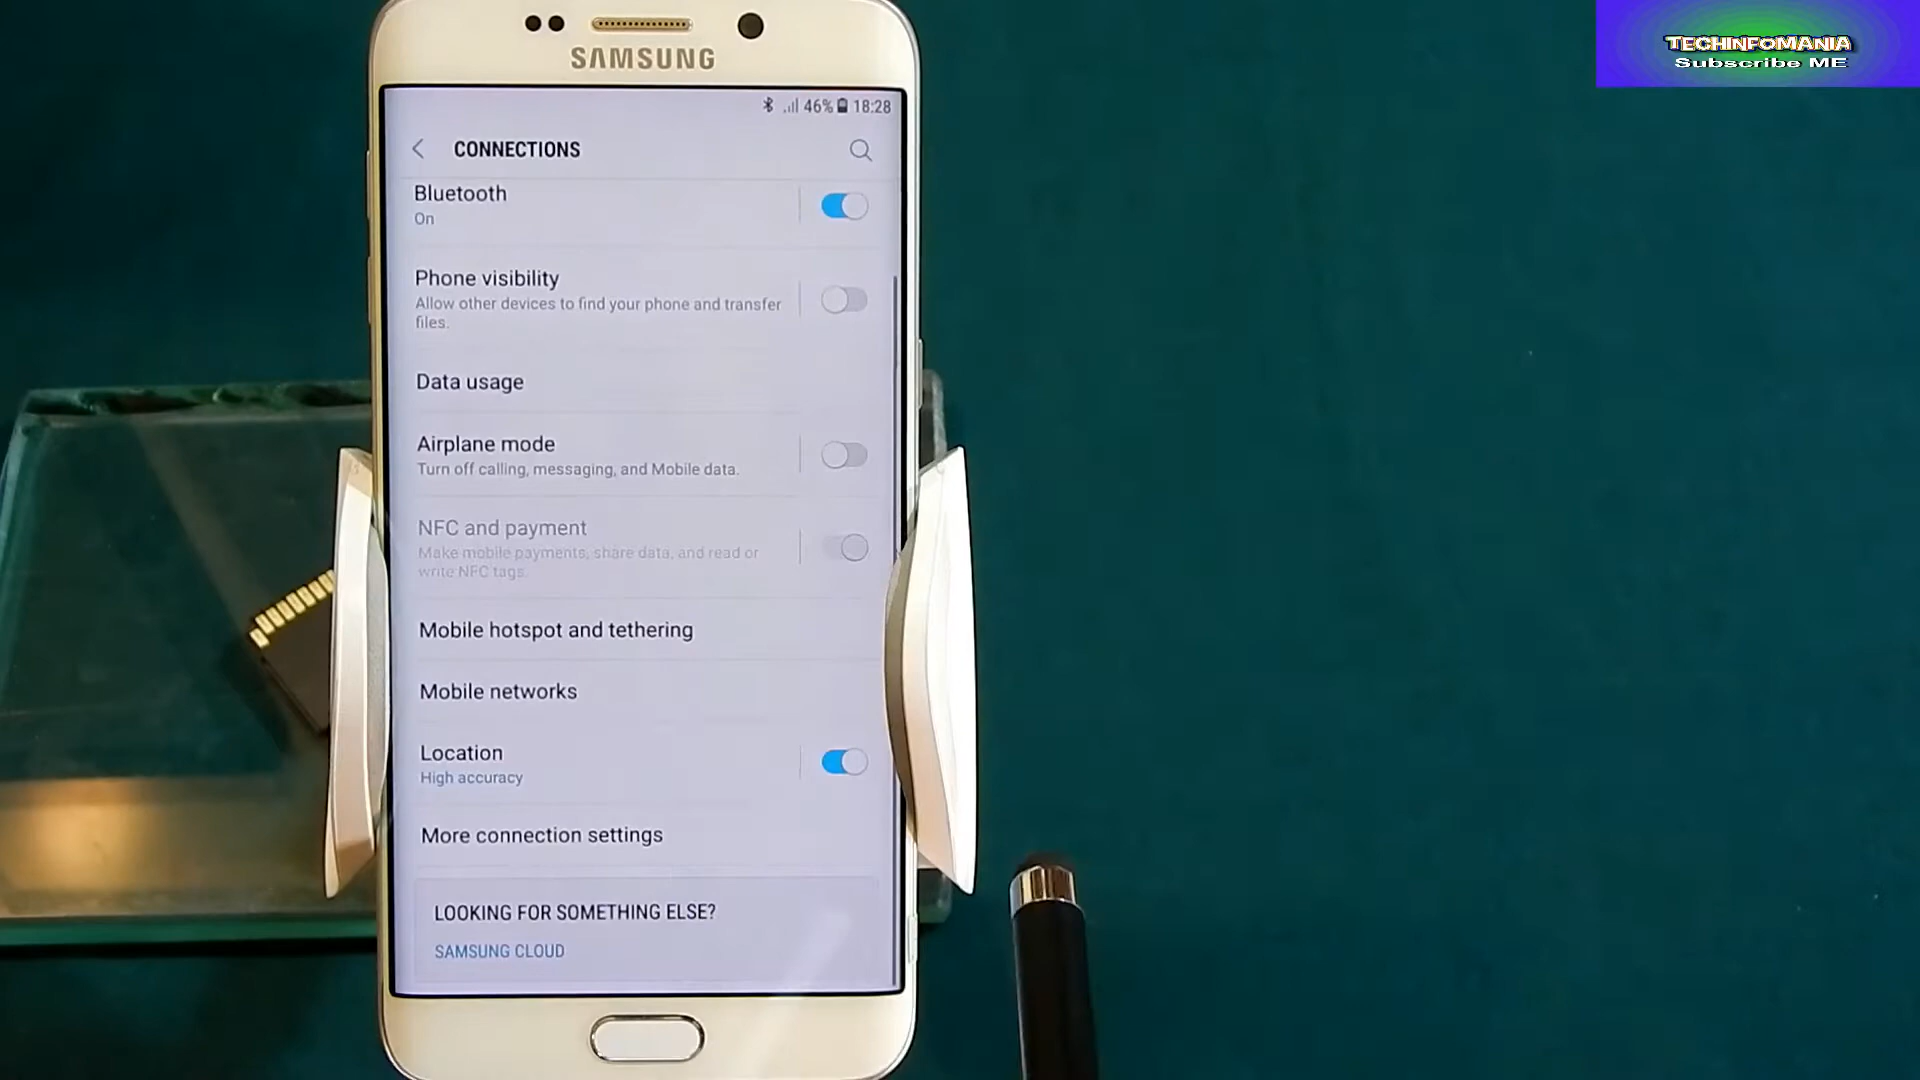 TECHINFOMANIA
Subscribe ME
SAMSUNG
46% 18:28
CONNECTIONS
Bluetooth
On
Phone visibility
Allow other devices to find your phone and transfer
files.
Data usage
Airplane mode
Turn off calling, messaging, and Mobile data.
NFC and payment
Make mobile payments, share data, and read or
write NFC tags.
Mobile hotspot and tethering
Mobile networks
Location
High accuracy
More connection settings
LOOKING FOR SOMETHING ELSE?
SAMSUNG CLOUD